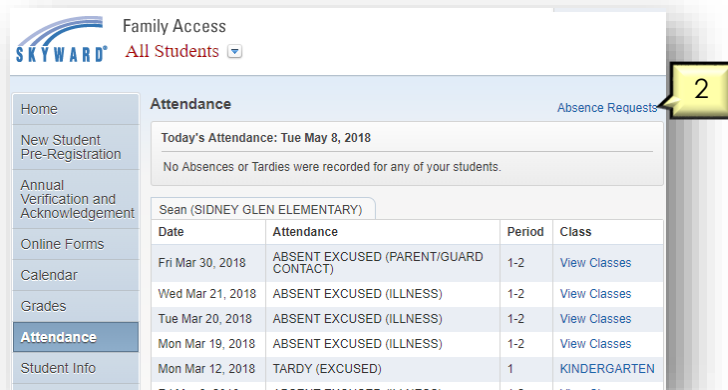 SKYWARD®
Family Access
All Students
2
Home
New Student
Pre-Registration
Annual
Verification and
Acknowledgement
Online Forms
Calendar
Grades
Attendance
Student Info
Attendance
Absence Requests
Today's Attendance: Tue May 8, 2018
No Absences or Tardies were recorded for any of your students.
Sean (SIDNEY GLEN ELEMENTARY)
Date Attendance Period Class
Fri Mar 30, 2018 ABSENT EXCUSED (PARENT/GUARD
CONTACT) 1-2 View Classes
Wed Mar 21, 2018 ABSENT EXCUSED (ILLNESS) 1-2 View Classes
Tue Mar 20, 2018 ABSENT EXCUSED (ILLNESS) 1-2 View Classes
Mon Mar 19, 2018 ABSENT EXCUSED (ILLNESS) 1-2 View Classes
Mon Mar 12, 2018 TARDY (EXCUSED) 1 KINDERGARTEN